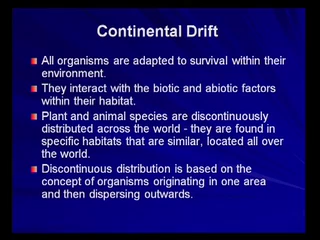 Continental Drift
All organisms are adapted to survival within their
environment.
They interact with the biotic and abiotic factors
within their habitat.
Plant and animal species are discontinuously
distributed across the world - they are found in
specific habitats that are similar, located all over
the world.
Discontinuous distribution is based on the
concept of organisms originating in one area
and then dispersing outwards.